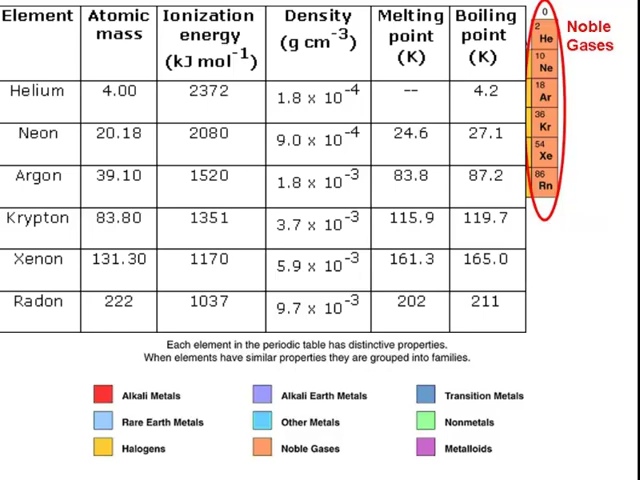 Element Atomic mass Ionization energy (kJ mol⁻¹) Density (g cm⁻³) Melting point (K) Boiling point (K)
Helium 4.00 2372 1.8 x 10⁻⁴ -- 4.2
Neon 20.18 2080 9.0 x 10⁻⁴ 24.6 27.1
Argon 39.10 1520 1.8 x 10⁻³ 83.8 87.2
Krypton 83.80 1351 3.7 x 10⁻³ 115.9 119.7
Xenon 131.30 1170 5.9 x 10⁻³ 161.3 165.0
Radon 222 1037 9.7 x 10⁻³ 202 211
0
2
He
10
Ne
18
Ar
36
Kr
54
Xe
86
Rn
Noble
Gases
Each element in the periodic table has distinctive properties.
When elements have similar properties they are grouped into families.
Alkali Metals Alkali Earth Metals Transition Metals
Rare Earth Metals Other Metals Nonmetals
Halogens Noble Gases Metalloids